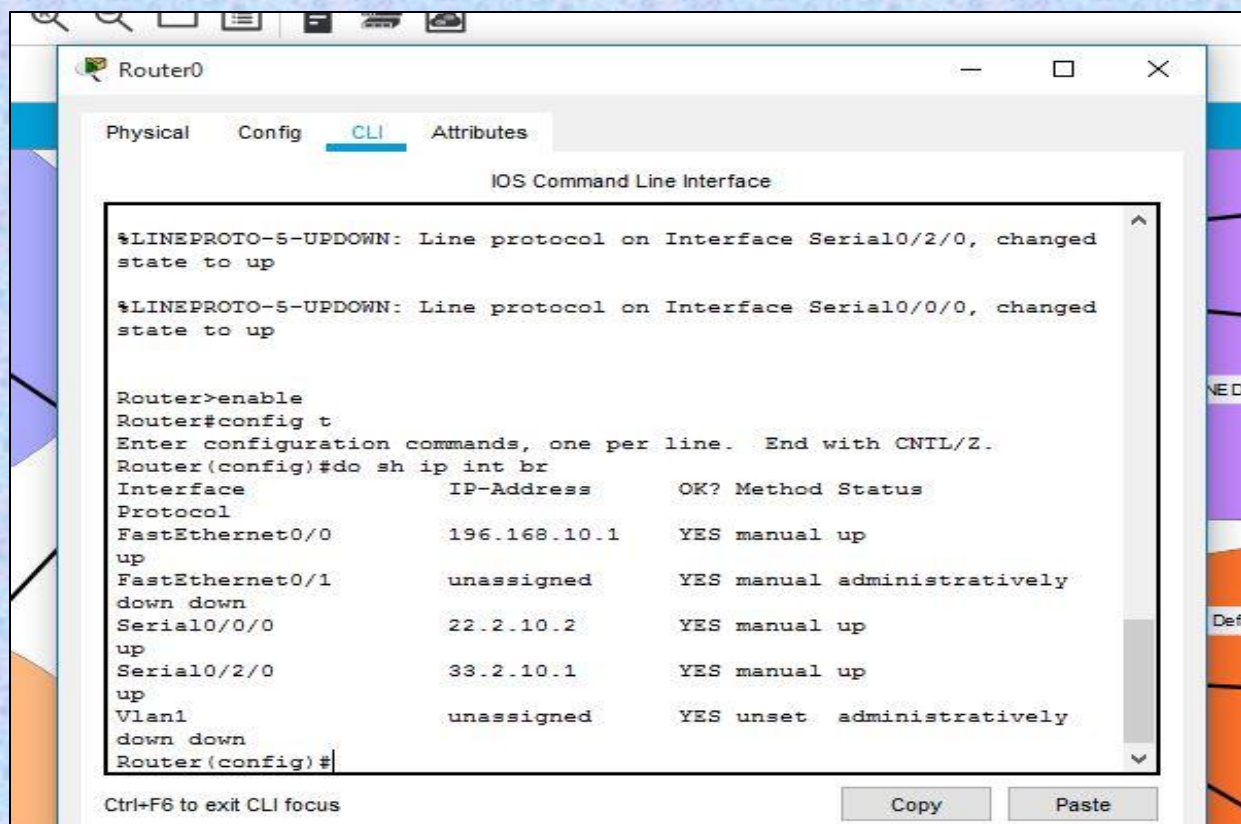 Router0
Physical Config CLI Attributes
IOS Command Line Interface
%LINEPROTO-5-UPDOWN: Line protocol on Interface Serial0/2/0, changed
state to up
%LINEPROTO-5-UPDOWN: Line protocol on Interface Serial0/0/0, changed
state to up
Router>enable
Router#config t
Enter configuration commands, one per line.  End with CNTL/Z.
Router(config)#do sh ip int br
Interface IP-Address OK? Method Status
Protocol
FastEthernet0/0 196.168.10.1 YES manual up
up
FastEthernet0/1 unassigned YES manual administratively
down down
Serial0/0/0 22.2.10.2 YES manual up
up
Serial0/2/0 33.2.10.1 YES manual up
up
Vlan1 unassigned YES unset administratively
down down
Router(config)#
Ctrl+F6 to exit CLI focus
Copy Paste
Def